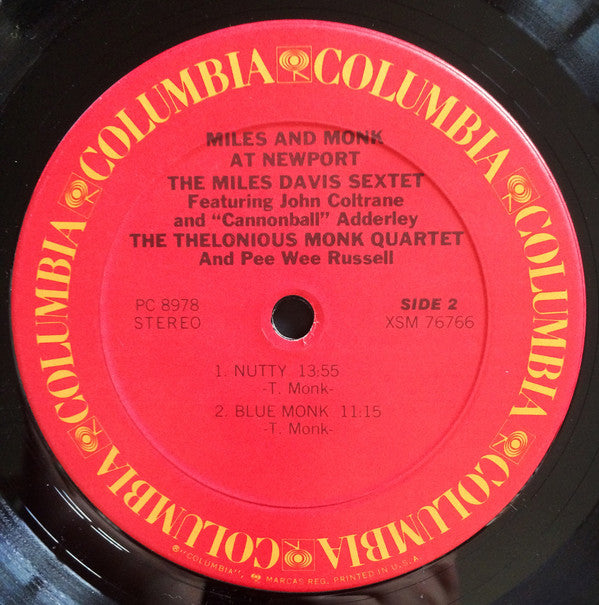 COLUMBIA COLUMBIA COLUMBIA COLUMBIA COLUMBIA COLUMBIA
MILES AND MONK
AT NEWPORT
THE MILES DAVIS SEXTET
Featuring John Coltrane
and "Cannonball" Adderley
THE THELONIOUS MONK QUARTET
And Pee Wee Russell
PC 8978
STEREO
SIDE 2
XSM 76766
1. NUTTY 13:55
-T. Monk-
2. BLUE MONK 11:15
-T. Monk-
℗"COLUMBIA", MARCAS REG. PRINTED IN U.S.A.